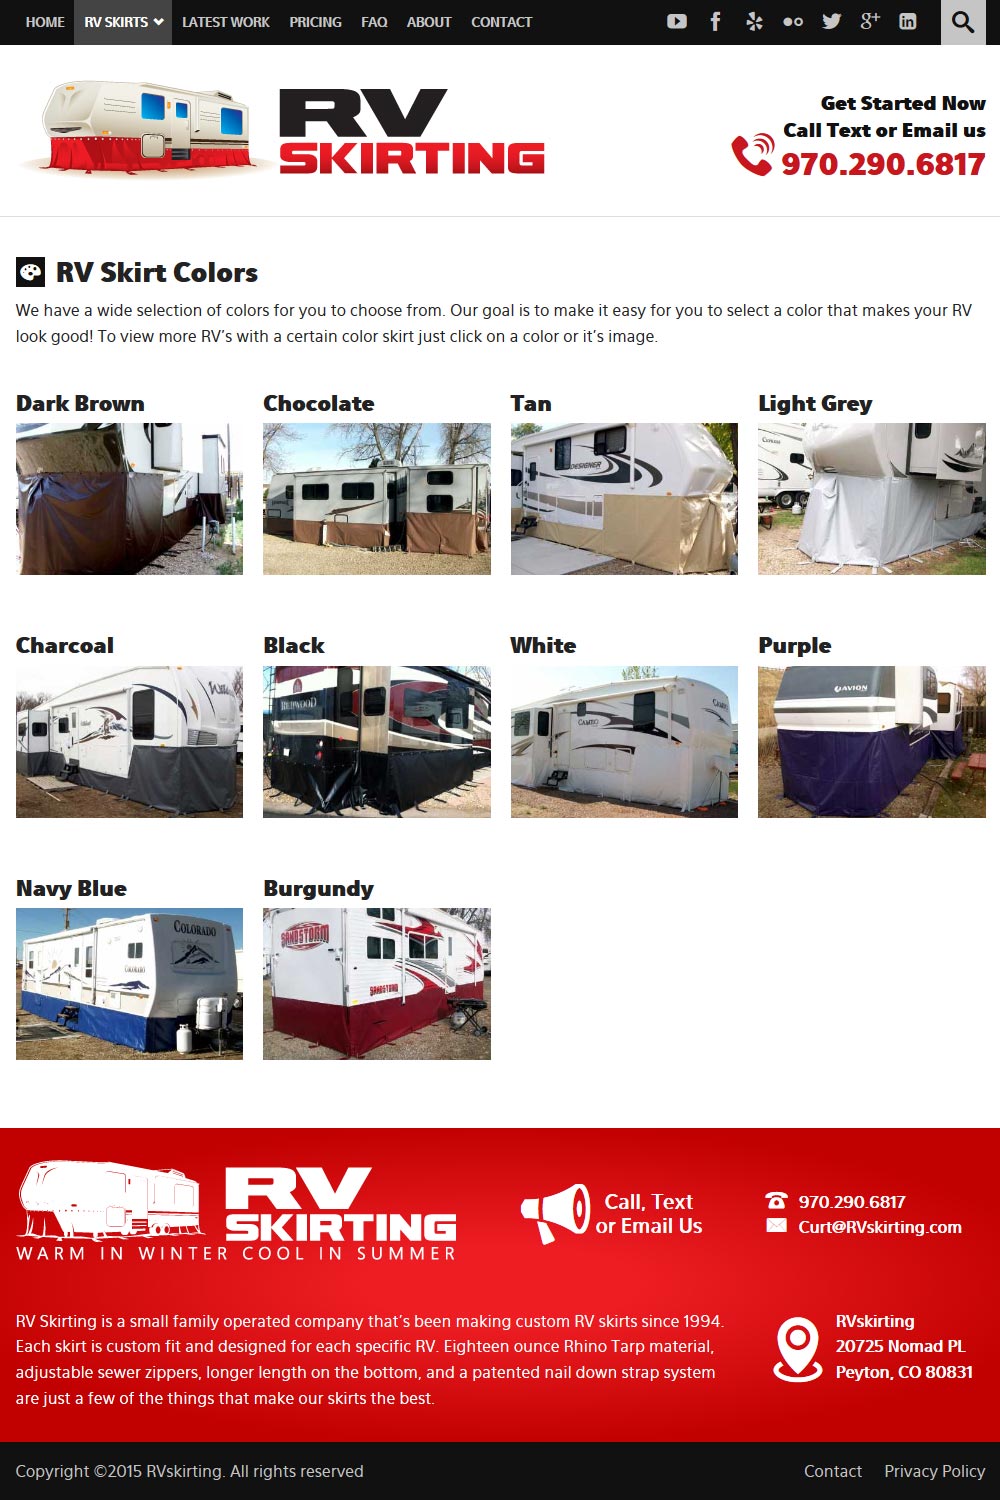 HOME RV SKIRTS LATEST WORK PRICING FAQ ABOUT CONTACT
RV
SKIRTING
Get Started Now
Call Text or Email us
970.290.6817
RV Skirt Colors
We have a wide selection of colors for you to choose from. Our goal is to make it easy for you to select a color that makes your RV
look good! To view more RV's with a certain color skirt just click on a color or it's image.
Dark Brown
Chocolate
Tan
Light Grey
DESIGNER
Charcoal
Black
White
Purple
REDWOOD
CAMEO
CAMEO
AVION
Navy Blue
Burgundy
COLORADO
COLORADO
SANDSTORM
SANDSTORM
RV
SKIRTING
WARM IN WINTER COOL IN SUMMER
Call, Text
or Email Us
970.290.6817
Curt@RVskirting.com
RV Skirting is a small family operated company that's been making custom RV skirts since 1994.
Each skirt is custom fit and designed for each specific RV. Eighteen ounce Rhino Tarp material,
adjustable sewer zippers, longer length on the bottom, and a patented nail down strap system
are just a few of the things that make our skirts the best.
RVskirting
20725 Nomad PL
Peyton, CO 80831
Copyright ©2015 RVskirting. All rights reserved
Contact Privacy Policy